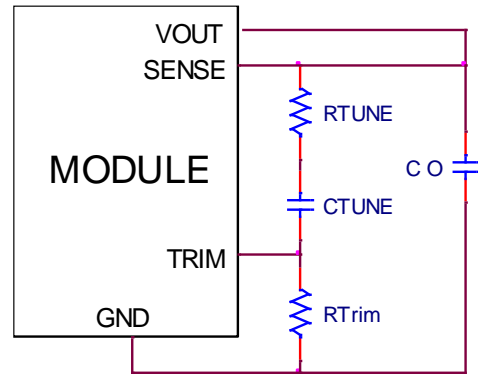 VOUT
SENSE
RTUNE
MODULE
C O
CTUNE
TRIM
RTrim
GND